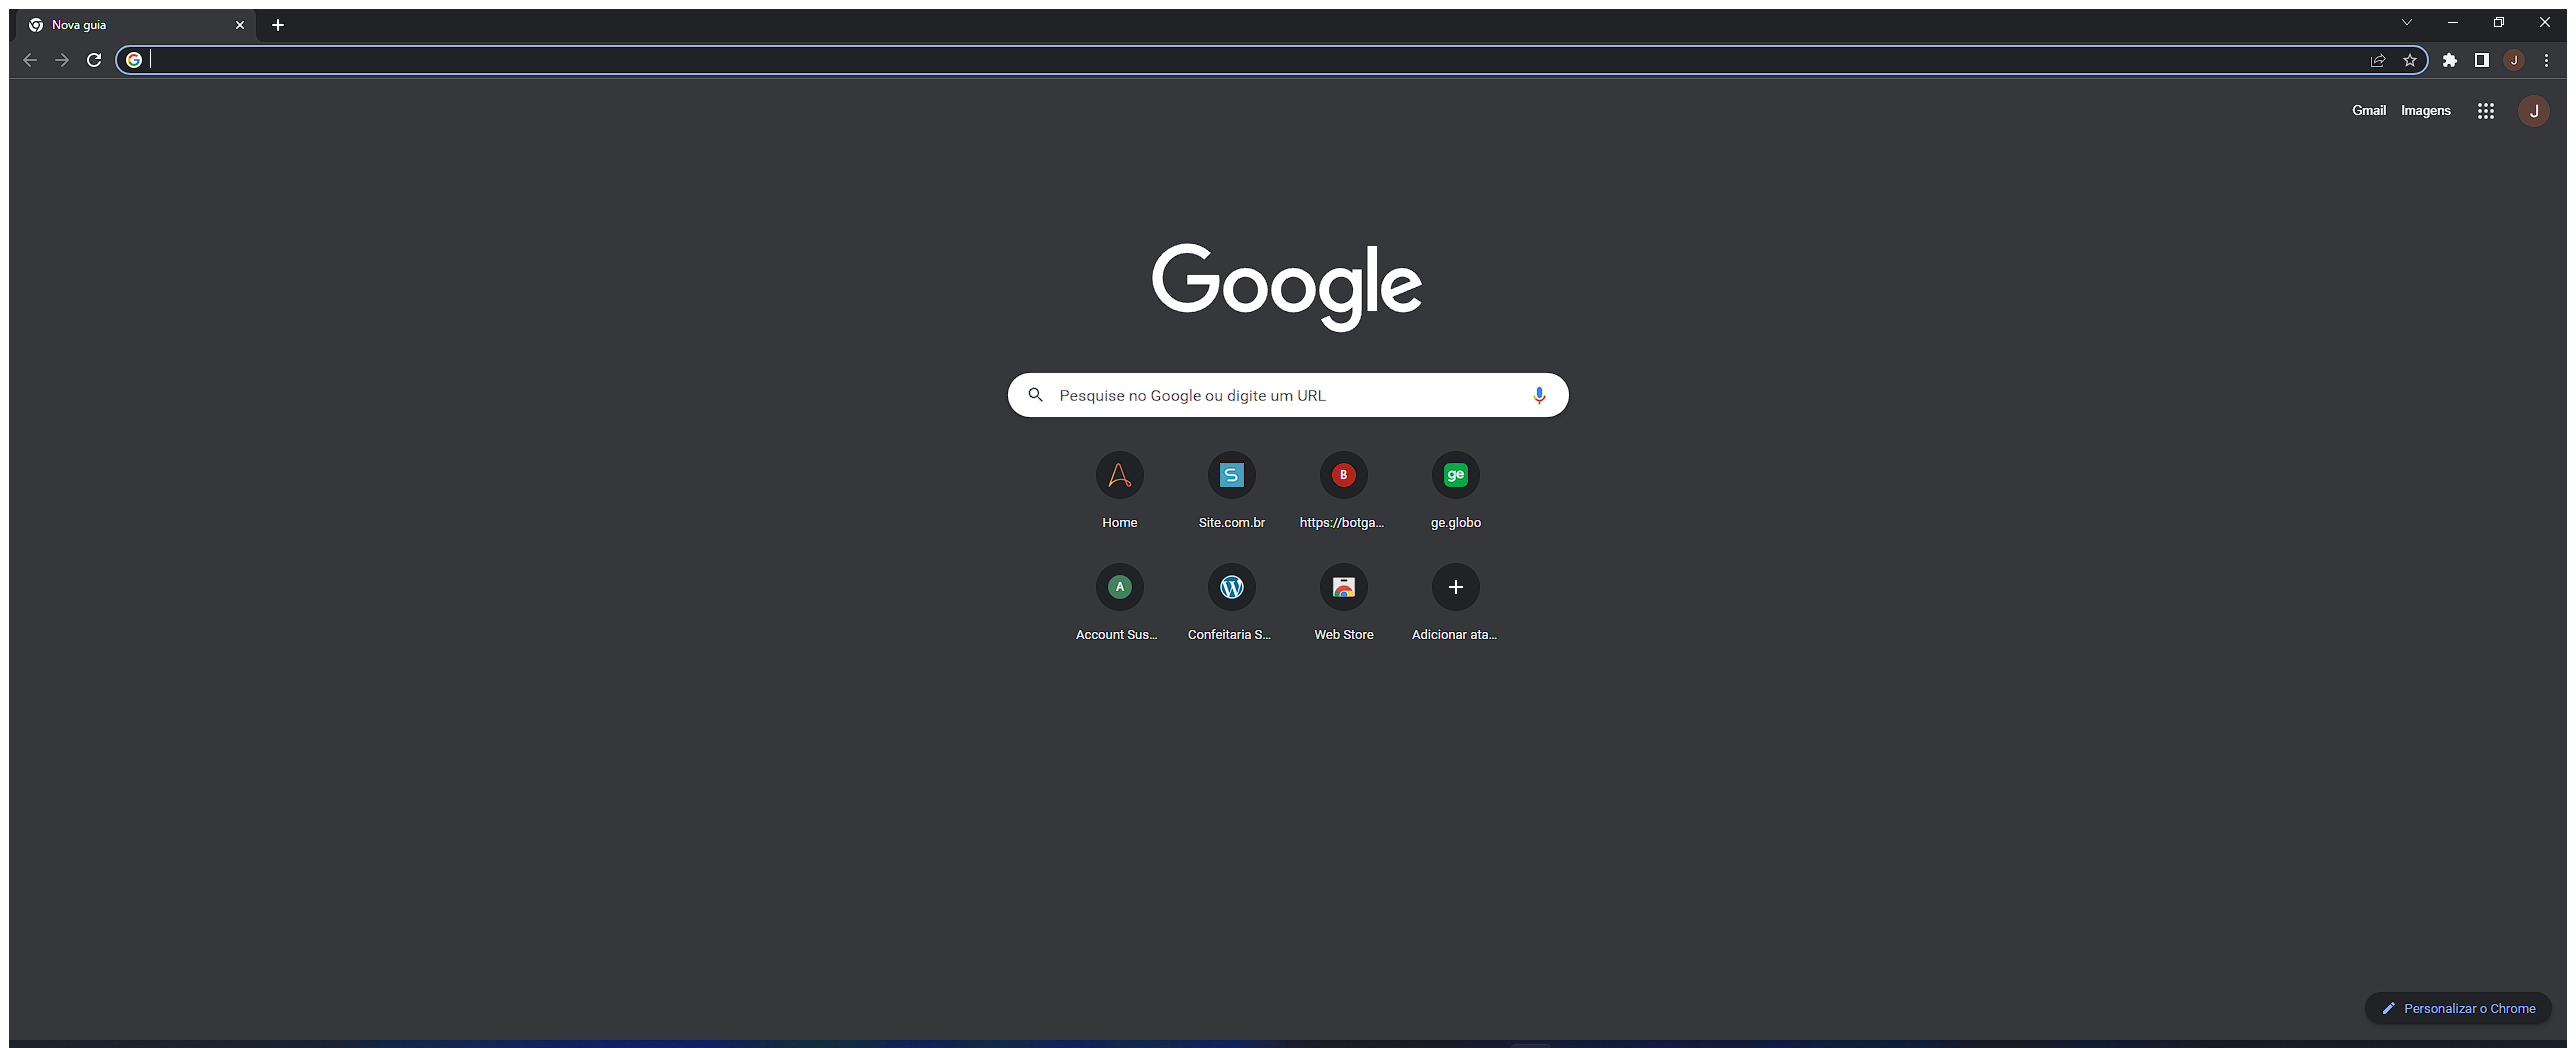 Nova guia
J
Gmail Imagens J
Google
Pesquise no Google ou digite um URL
S B ge
Home Site.com.br https://botga... ge.globo
A W
Account Sus... Confeitaria S... Web Store Adicionar ata...
Personalizar o Chrome